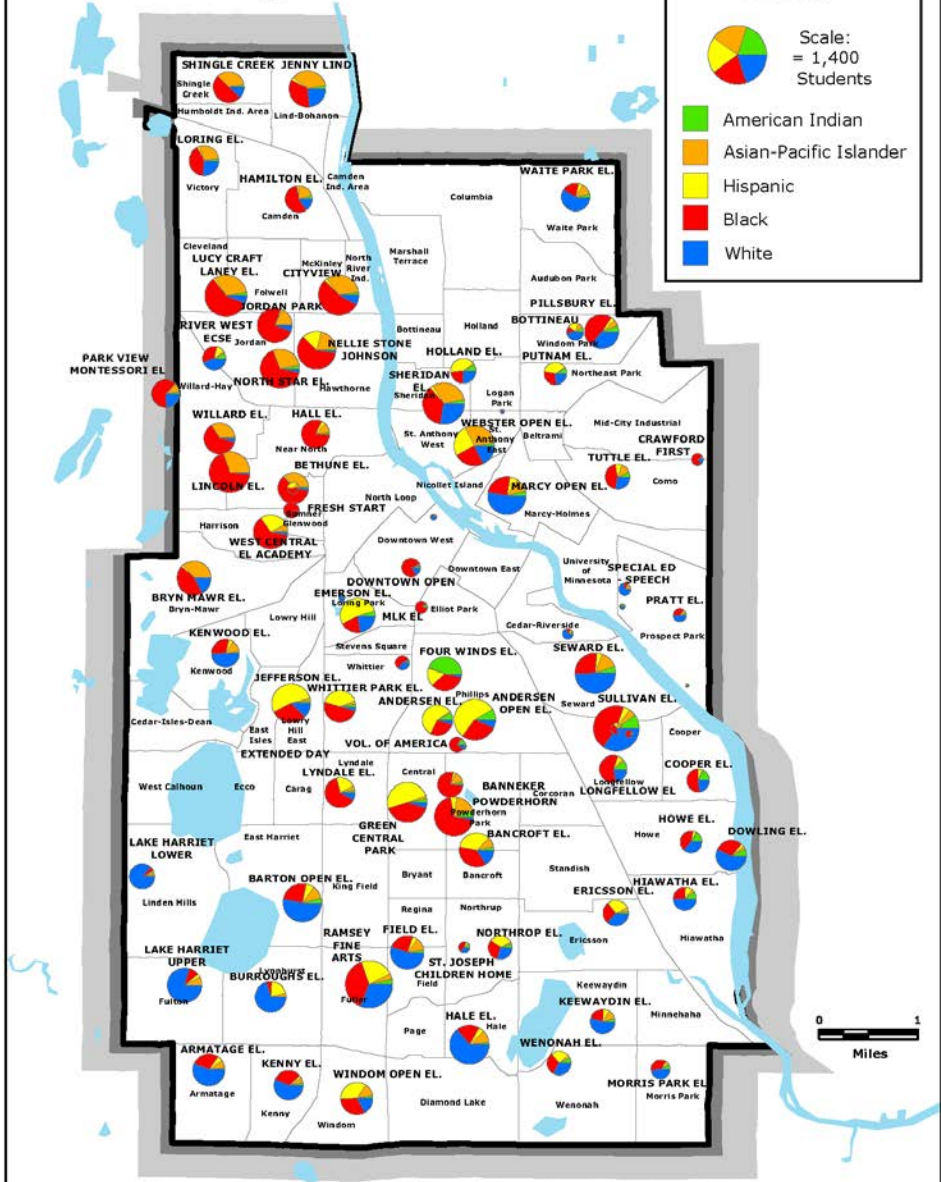 Scale:
= 1,400
Students
American Indian
Asian-Pacific Islander
Hispanic
Black
White
SHINGLE CREEK
JENNY LIND
Shingle
Creek
Humboldt Ind. Area
Lind-Bohanon
LORING EL.
Victory
HAMILTON EL.
Camden
Ind. Area
Camden
WAITE PARK EL.
Columbia
Waite Park
Cleveland
LUCY CRAFT
LANEY EL.
Folwell
McKinley
CITYVIEW
North
River
Ind.
Marshall
Terrace
Audubon Park
JORDAN PARK
RIVER WEST
ECSE
Jordan
NELLIE STONE
JOHNSON
Bottineau
Holland
PILLSBURY EL.
BOTTINEAU
Windom Park
HOLLAND EL.
PUTNAM EL.
Northeast Park
PARK VIEW
MONTESSORI EL
Willard-Hay
NORTH STAR EL.
Hawthorne
SHERIDAN
EL.
Sheridan
Logan
Park
WILLARD EL.
HALL EL.
Near North
St. Anthony
West
WEBSTER OPEN EL.
St.
Anthony
East
Beltrami
Mid-City Industrial
CRAWFORD
FIRST
TUTTLE EL.
Como
BETHUNE EL.
LINCOLN EL.
Nicollet Island
MARCY OPEN EL.
Marcy-Holmes
North Loop
FRESH START
Sumner
Glenwood
Harrison
WEST CENTRAL
EL ACADEMY
Downtown West
Downtown East
University
of
Minnesota
SPECIAL ED
- SPEECH
BRYN MAWR EL.
Bryn-Mawr
DOWNTOWN OPEN
EMERSON EL.
Loring Park
Elliot Park
MLK EL
PRATT EL.
Prospect Park
Lowry Hill
Cedar-Riverside
KENWOOD EL.
Kenwood
Stevens Square
Whittier
FOUR WINDS EL.
Phillips
SEWARD EL.
Seward
JEFFERSON EL.
WHITTIER PARK EL.
ANDERSEN EL.
ANDERSEN
OPEN EL.
SULLIVAN EL.
Cedar-Isles-Dean
East
Isles
Lowry
Hill
East
Cooper
EXTENDED DAY
VOL. OF AMERICA
Lyndale
LYNDALE EL.
West Calhoun
Ecco
Carag
Central
BANNEKER
Corcoran
Longfellow
LONGFELLOW EL
COOPER EL.
POWDERHORN
Powderhorn
Park
GREEN
CENTRAL
PARK
BANCROFT EL.
Bancroft
East Harriet
Howe
HOWE EL.
DOWLING EL.
LAKE HARRIET
LOWER
Linden Hills
BARTON OPEN EL.
King Field
Bryant
Standish
ERICSSON EL.
HIAWATHA EL.
Regina
Northrup
Ericsson
Hiawatha
LAKE HARRIET
UPPER
Fulton
Lynnhurst
BURROUGHS EL.
RAMSEY
FINE
ARTS
Fuller
FIELD EL.
ST. JOSEPH
CHILDREN HOME
Field
NORTHROP EL.
Keewaydin
KEEWAYDIN EL.
Minnehaha
Page
HALE EL.
Hale
WENONAH EL.
0
1
Miles
ARMATAGE EL.
Armatage
KENNY EL.
Kenny
WINDOM OPEN EL.
Windom
Diamond Lake
Wenonah
MORRIS PARK EL
Morris Park